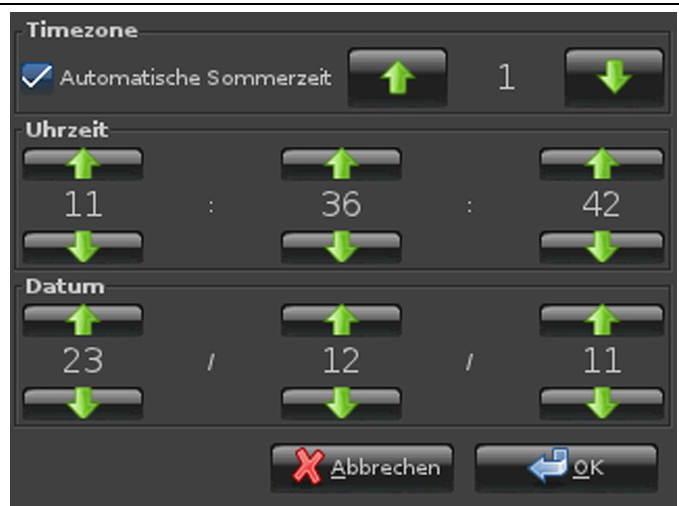 Timezone
Automatische Sommerzeit 1
Uhrzeit
11 : 36 : 42
Datum
23 / 12 / 11
Abbrechen OK